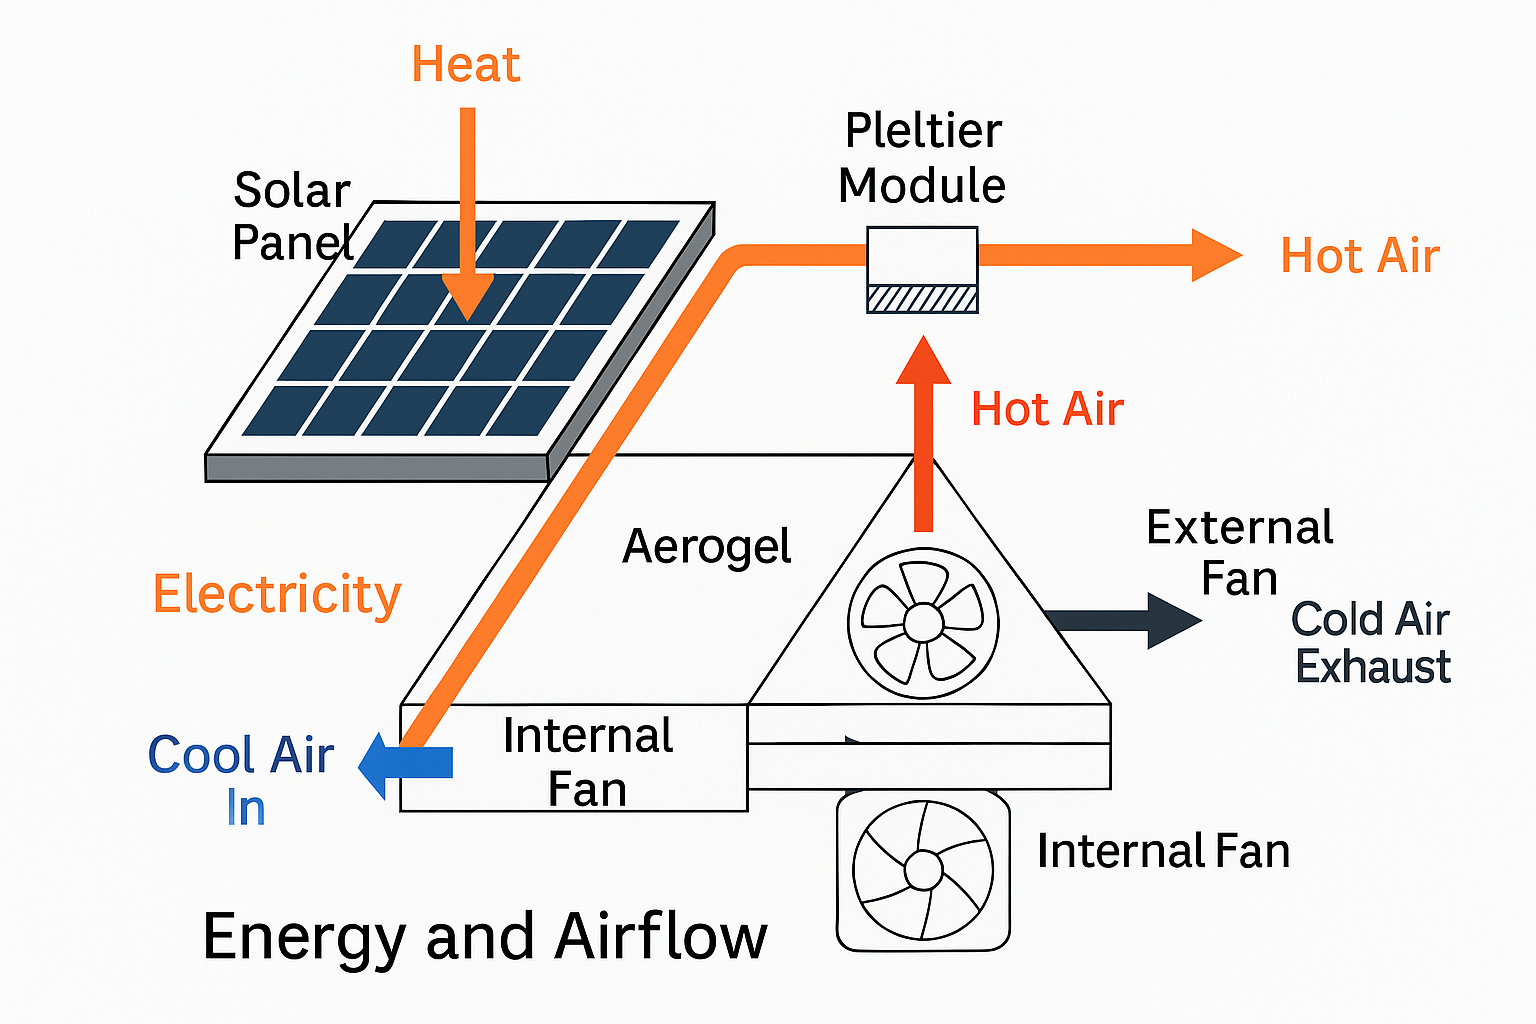 Heat
Solar
Panel
Pleltier
Module
Hot Air
Hot Air
External
Fan
Aerogel
Electricity
Cold Air
Exhaust
Cool Air
In
Internal
Fan
Internal Fan
Energy and Airflow